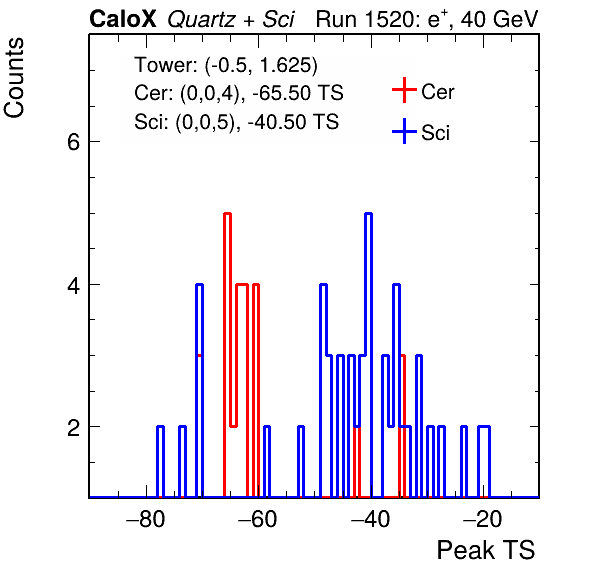 CaloX Quartz + Sci Run 1520: e⁺, 40 GeV
Counts
Tower: (-0.5, 1.625)
Cer: (0,0,4), -65.50 TS
Sci: (0,0,5), -40.50 TS
Cer
Sci
6
4
2
−80 −60 −40 −20
Peak TS